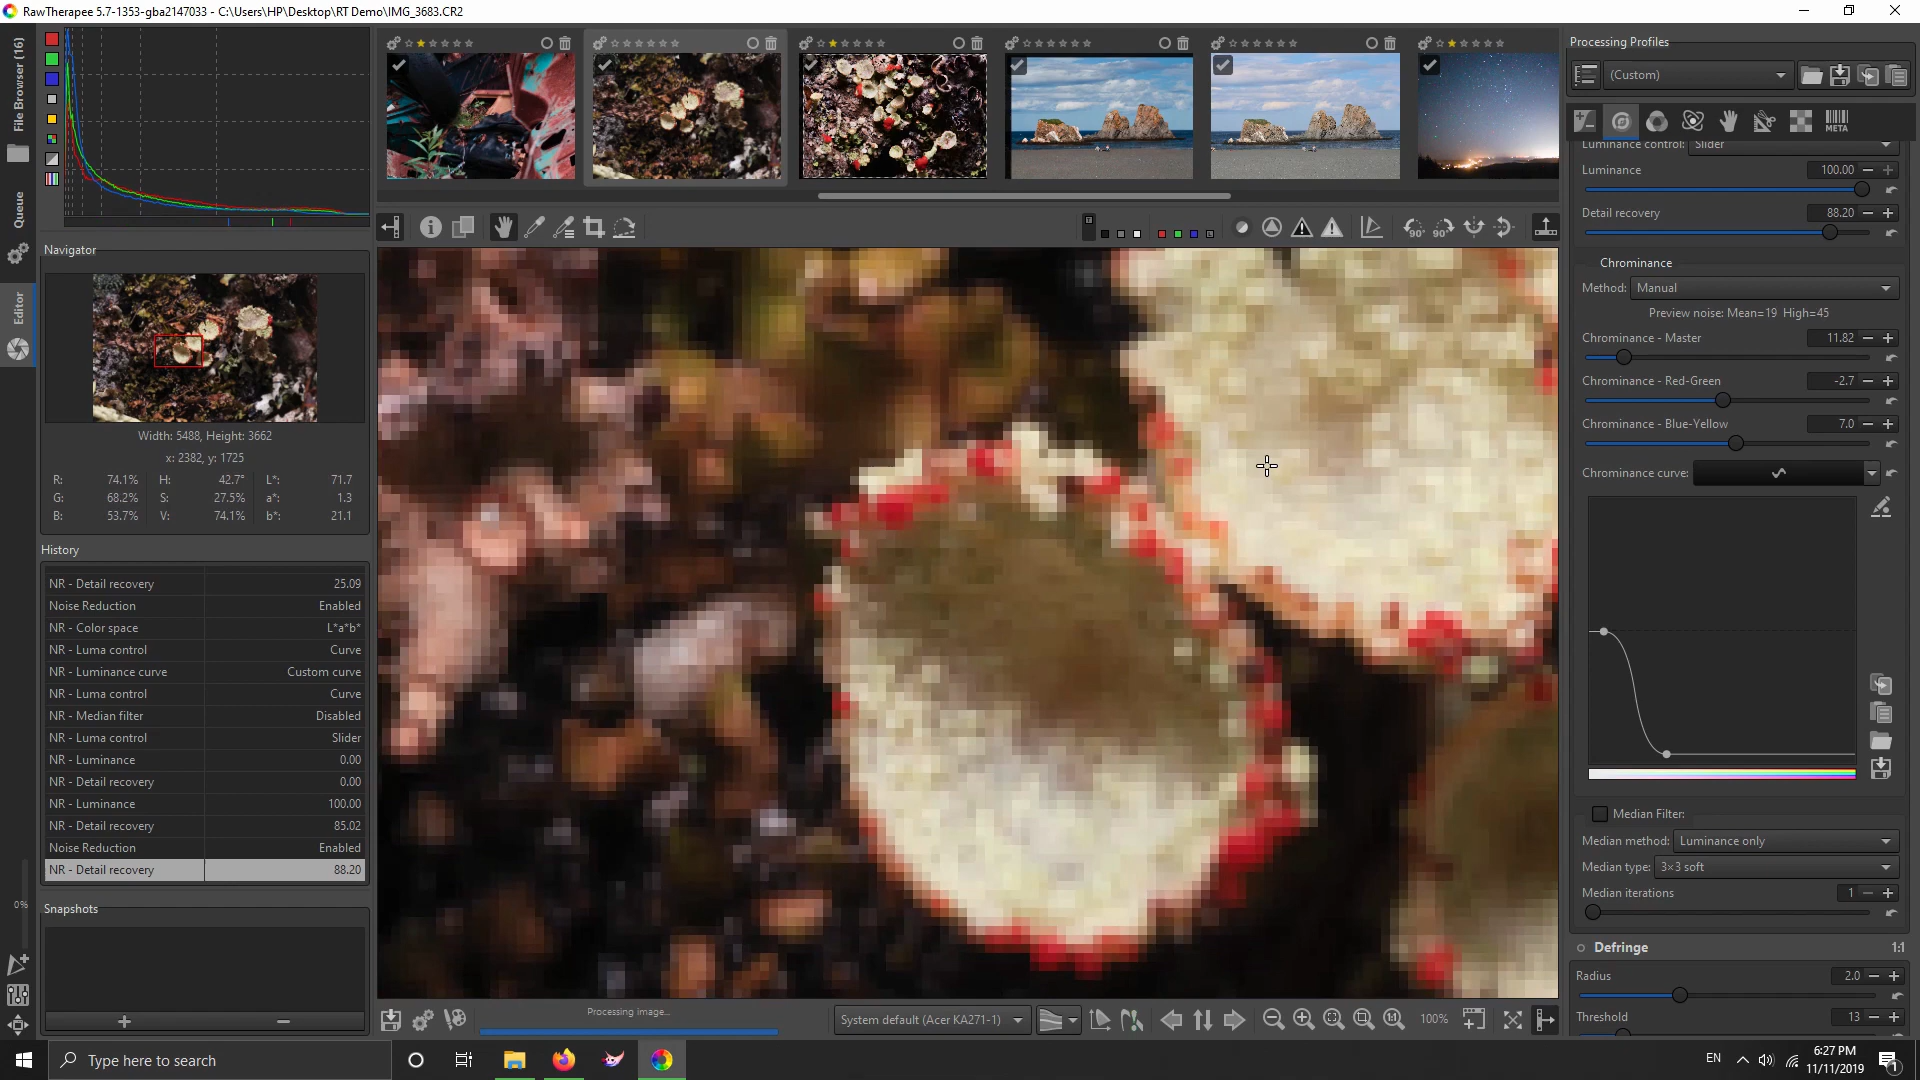 RawTherapee 5.7-1353-gba2147033 - C:\Users\HP\Desktop\RT Demo\IMG_3683.CR2
File Browser (16)
Queue
Editor
0%
Navigator
Width: 5488, Height: 3662
x: 2382, y: 1725
R: 74.1% H: 42.7° L*: 71.7
G: 68.2% S: 27.5% a*: 1.3
B: 53.7% V: 74.1% b*: 21.1
History
NR - Detail recovery 25.09
Noise Reduction Enabled
NR - Color space L*a*b*
NR - Luma control Curve
NR - Luminance curve Custom curve
NR - Luma control Curve
NR - Median filter Disabled
NR - Luma control Slider
NR - Luminance 0.00
NR - Detail recovery 0.00
NR - Luminance 100.00
NR - Detail recovery 85.02
Noise Reduction Enabled
NR - Detail recovery 88.20
Snapshots
90° 90°
Processing image...
System default (Acer KA271-1)
100%
Processing Profiles
(Custom)
META
Luminance control: Slider
Luminance 100.00
Detail recovery 88.20
Chrominance
Method: Manual
Preview noise: Mean=19 High=45
Chrominance - Master 11.82
Chrominance - Red-Green -2.7
Chrominance - Blue-Yellow 7.0
Chrominance curve:
Median Filter:
Median method: Luminance only
Median type: 3×3 soft
Median iterations 1
Defringe 1:1
Radius 2.0
Threshold 13
Type here to search
EN
6:27 PM
11/11/2019
1